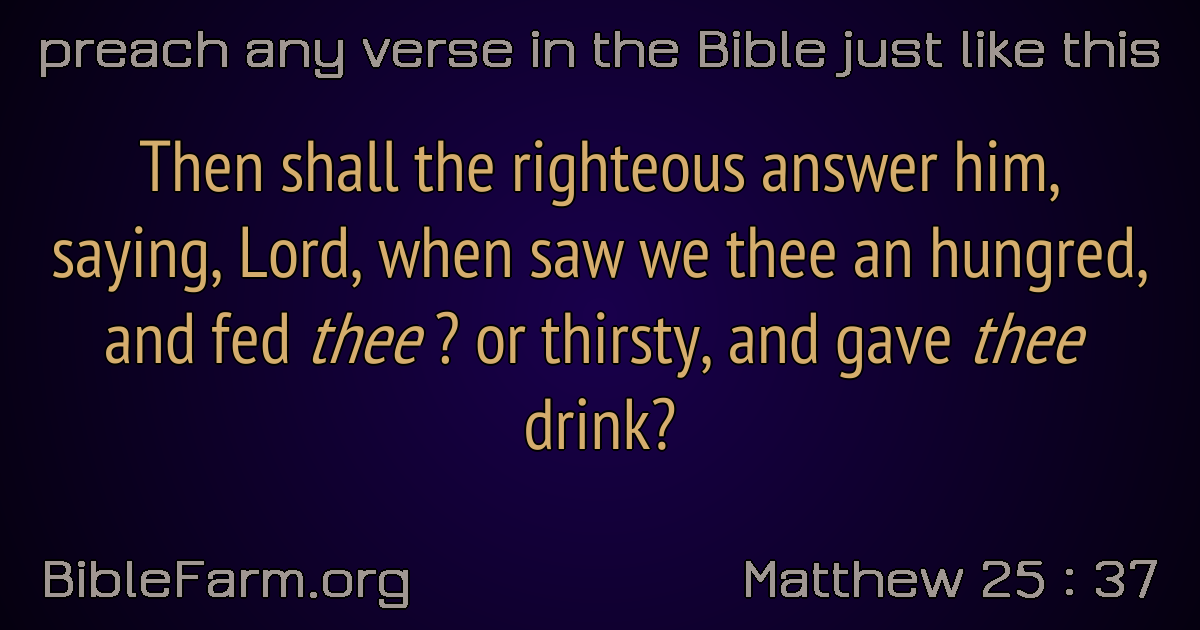 preach any verse in the Bible just like this
Then shall the righteous answer him,
saying, Lord, when saw we thee an hungred,
and fed thee ? or thirsty, and gave thee
drink?
BibleFarm.org
Matthew 25 : 37